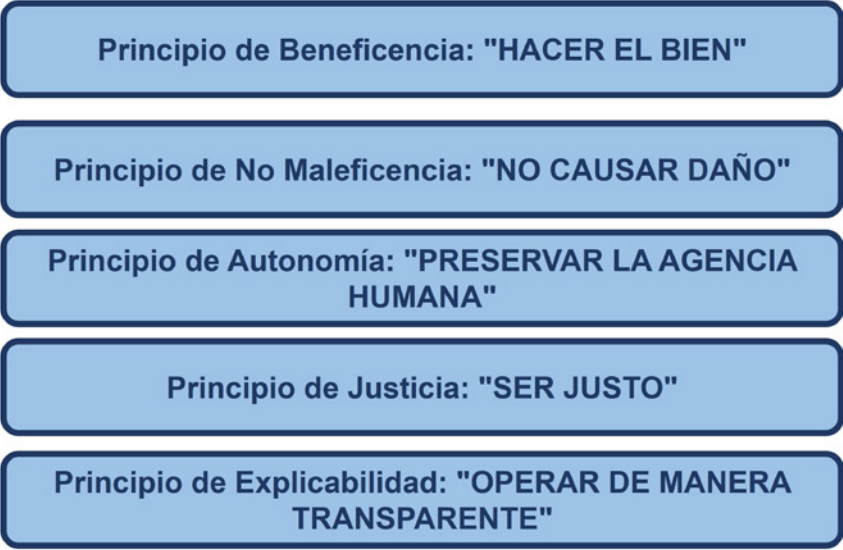 Principio de Beneficencia: "HACER EL BIEN"
Principio de No Maleficencia: "NO CAUSAR DAÑO"
Principio de Autonomía: "PRESERVAR LA AGENCIA
HUMANA"
Principio de Justicia: "SER JUSTO"
Principio de Explicabilidad: "OPERAR DE MANERA
TRANSPARENTE"